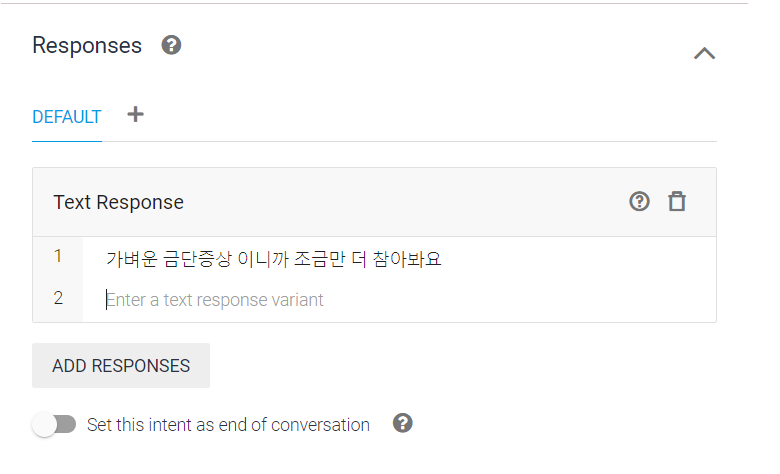 Responses
DEFAULT
Text Response
1 가벼운 금단증상 이니까 조금만 더 참아봐요
2 Enter a text response variant
ADD RESPONSES
Set this intent as end of conversation